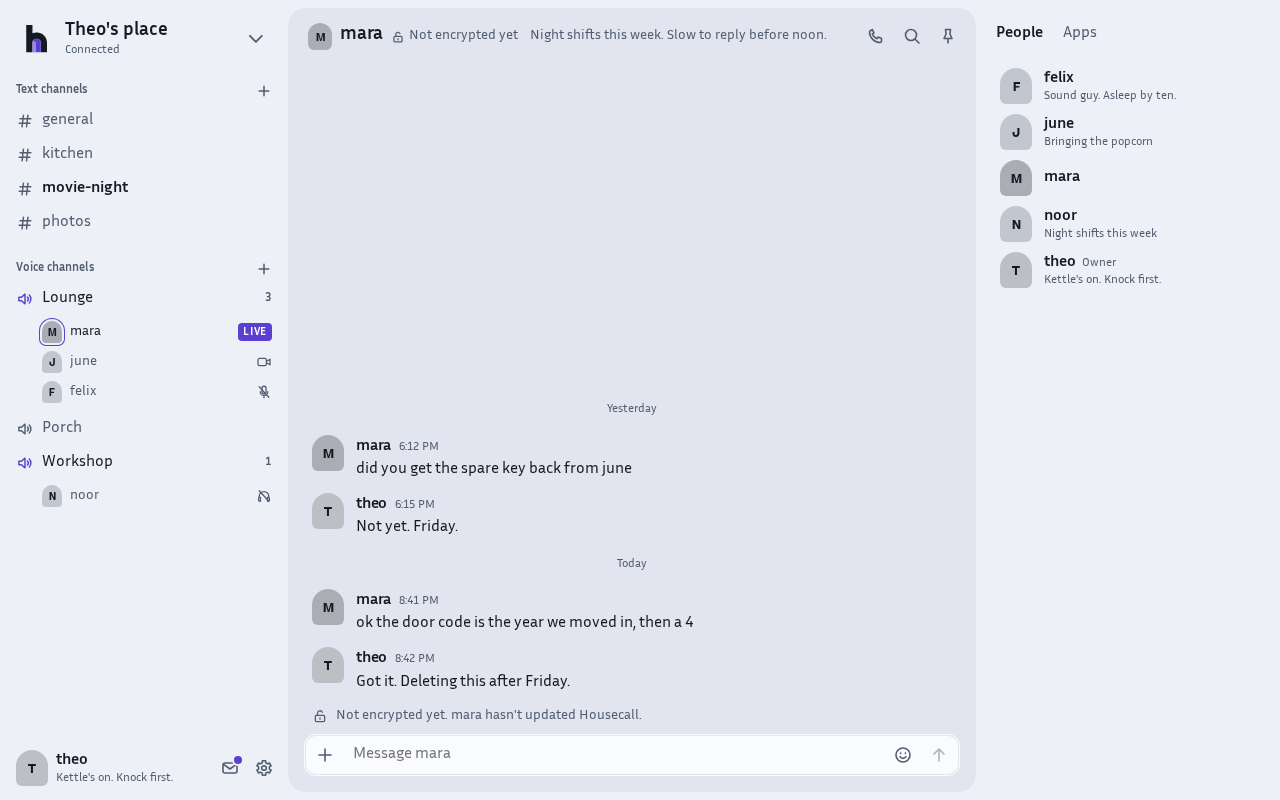 Theo's place
Connected
Text channels
general
kitchen
movie-night
photos
Voice channels
Lounge 3
M mara LIVE
J june
F felix
Porch
Workshop 1
N noor
T theo
Kettle's on. Knock first.
M mara Not encrypted yet Night shifts this week. Slow to reply before noon.
Yesterday
M mara 6:12 PM
did you get the spare key back from june
T theo 6:15 PM
Not yet. Friday.
Today
M mara 8:41 PM
ok the door code is the year we moved in, then a 4
T theo 8:42 PM
Got it. Deleting this after Friday.
Not encrypted yet. mara hasn't updated Housecall.
Message mara
People Apps
F felix
Sound guy. Asleep by ten.
J june
Bringing the popcorn
M mara
N noor
Night shifts this week
T theo Owner
Kettle's on. Knock first.